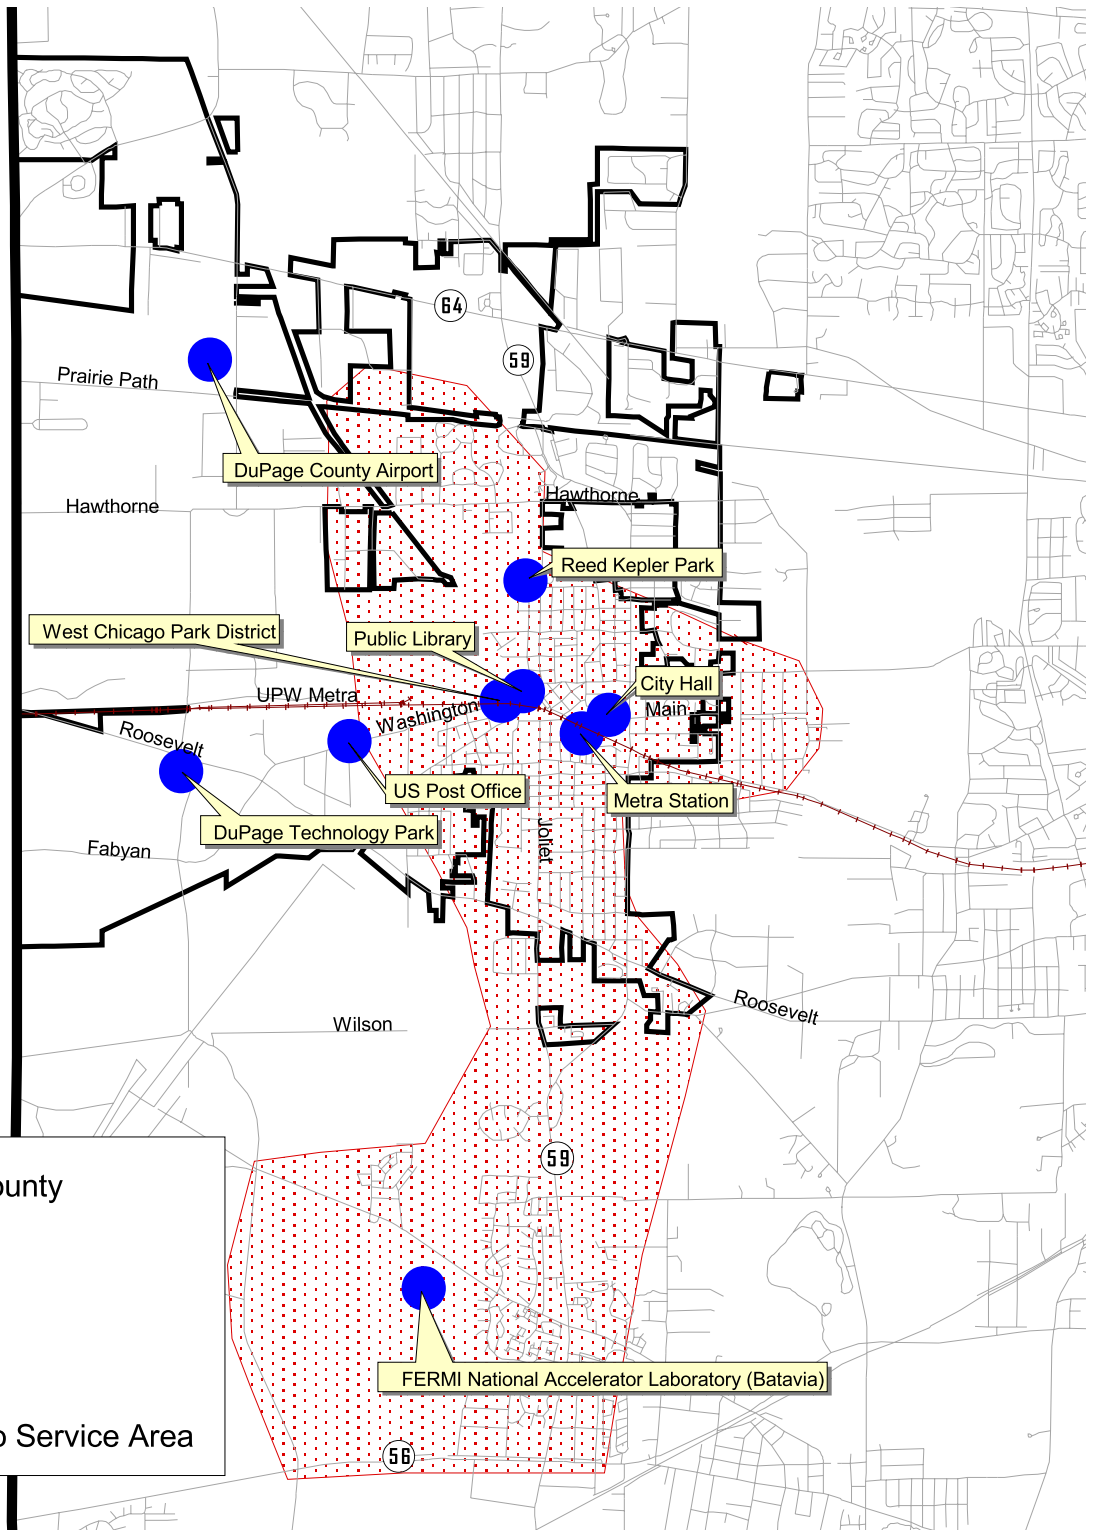 64
59
Prairie Path
DuPage County Airport
Hawthorne
Hawthorne
Reed Kepler Park
West Chicago Park District
Public Library
City Hall
UPW Metra
Washington
Main
Roosevelt
US Post Office
Metra Station
DuPage Technology Park
Joliet
Fabyan
Roosevelt
Wilson
59
ounty
FERMI National Accelerator Laboratory (Batavia)
o Service Area
56